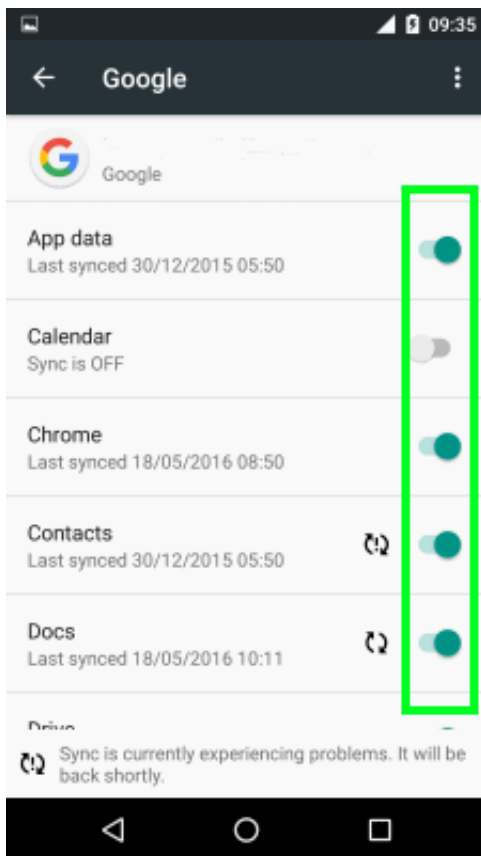 09:35
Google
Google
App data
Last synced 30/12/2015 05:50
Calendar
Sync is OFF
Chrome
Last synced 18/05/2016 08:50
Contacts
Last synced 30/12/2015 05:50
Docs
Last synced 18/05/2016 10:11
Drive
Sync is currently experiencing problems. It will be
back shortly.